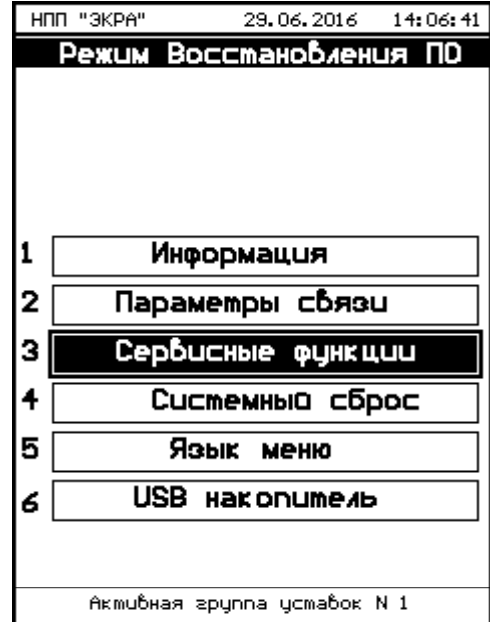 НПП "ЭКРА" 29.06.2016 14:06:41
Режим Восстановления ПО
1 Информация
2 Параметры связи
3 Сервисные функции
4 Системный сброс
5 Язык меню
6 USB накопитель
Активная группа уставок N 1